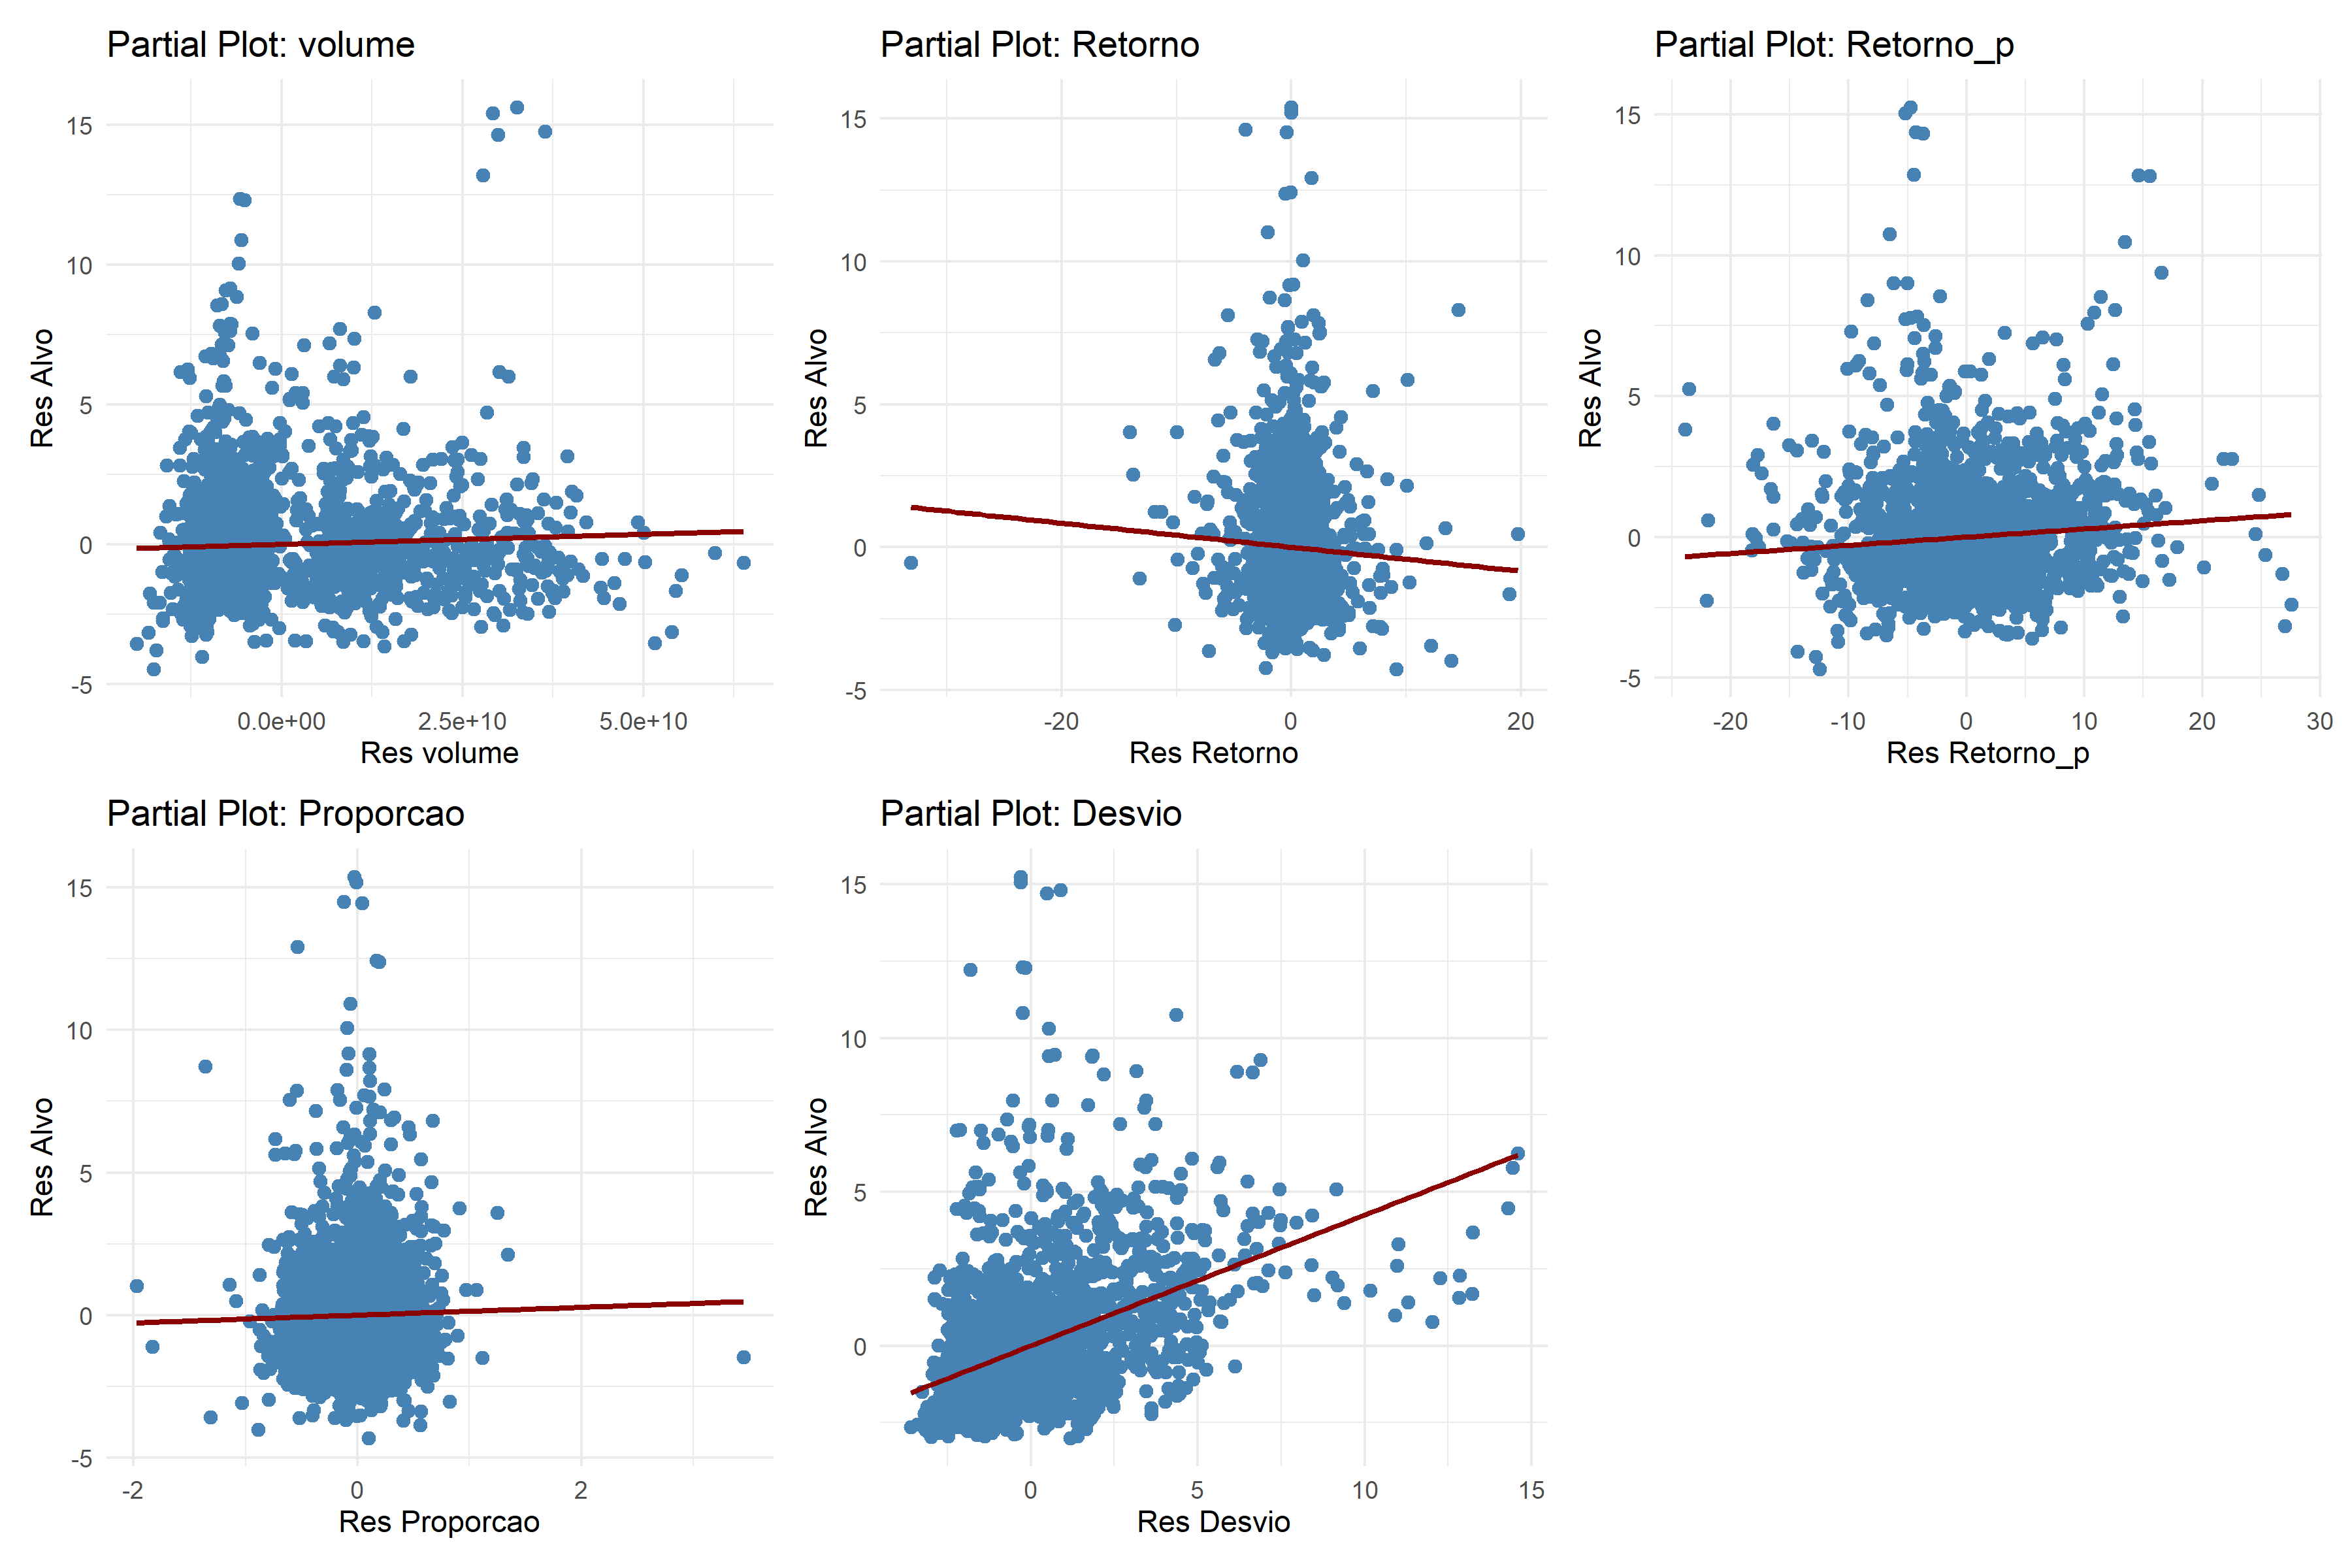 Partial Plot: volume
Res Alvo
15
10
5
0
-5
0.0e+00 2.5e+10 5.0e+10
Res volume
Partial Plot: Retorno
Res Alvo
15
10
5
0
-5
-20 0 20
Res Retorno
Partial Plot: Retorno_p
Res Alvo
15
10
5
0
-5
-20 -10 0 10 20 30
Res Retorno_p
Partial Plot: Proporcao
Res Alvo
15
10
5
0
-5
-2 0 2
Res Proporcao
Partial Plot: Desvio
Res Alvo
15
10
5
0
0 5 10 15
Res Desvio